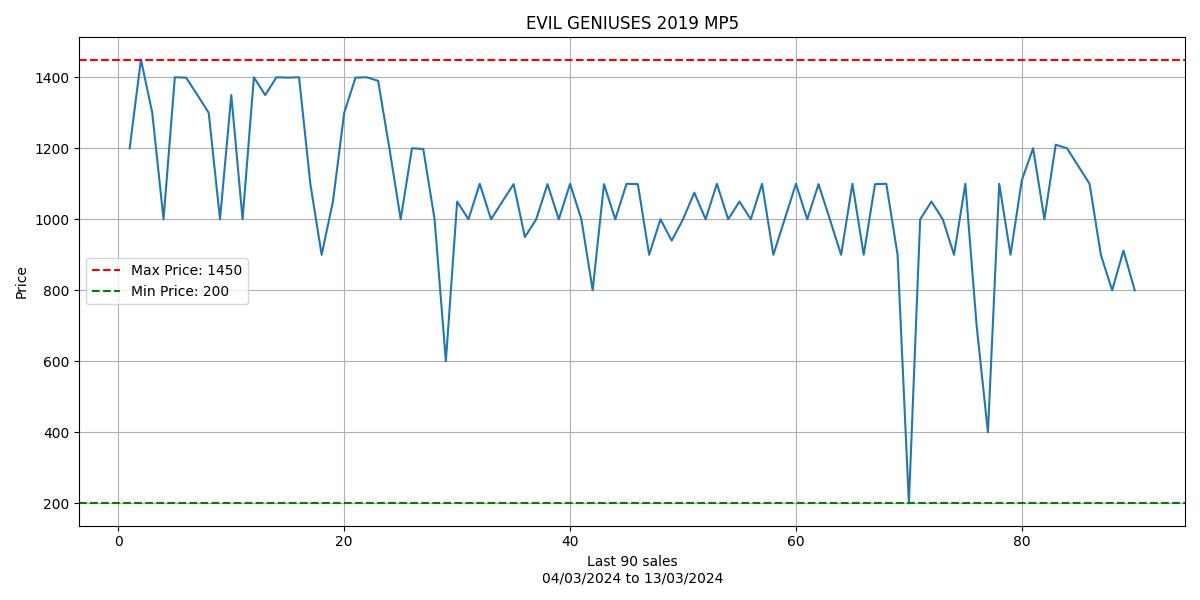 EVIL GENIUSES 2019 MP5
Price
1400
1200
1000
800
600
400
200
Max Price: 1450
Min Price: 200
0 20 40 60 80
Last 90 sales
04/03/2024 to 13/03/2024